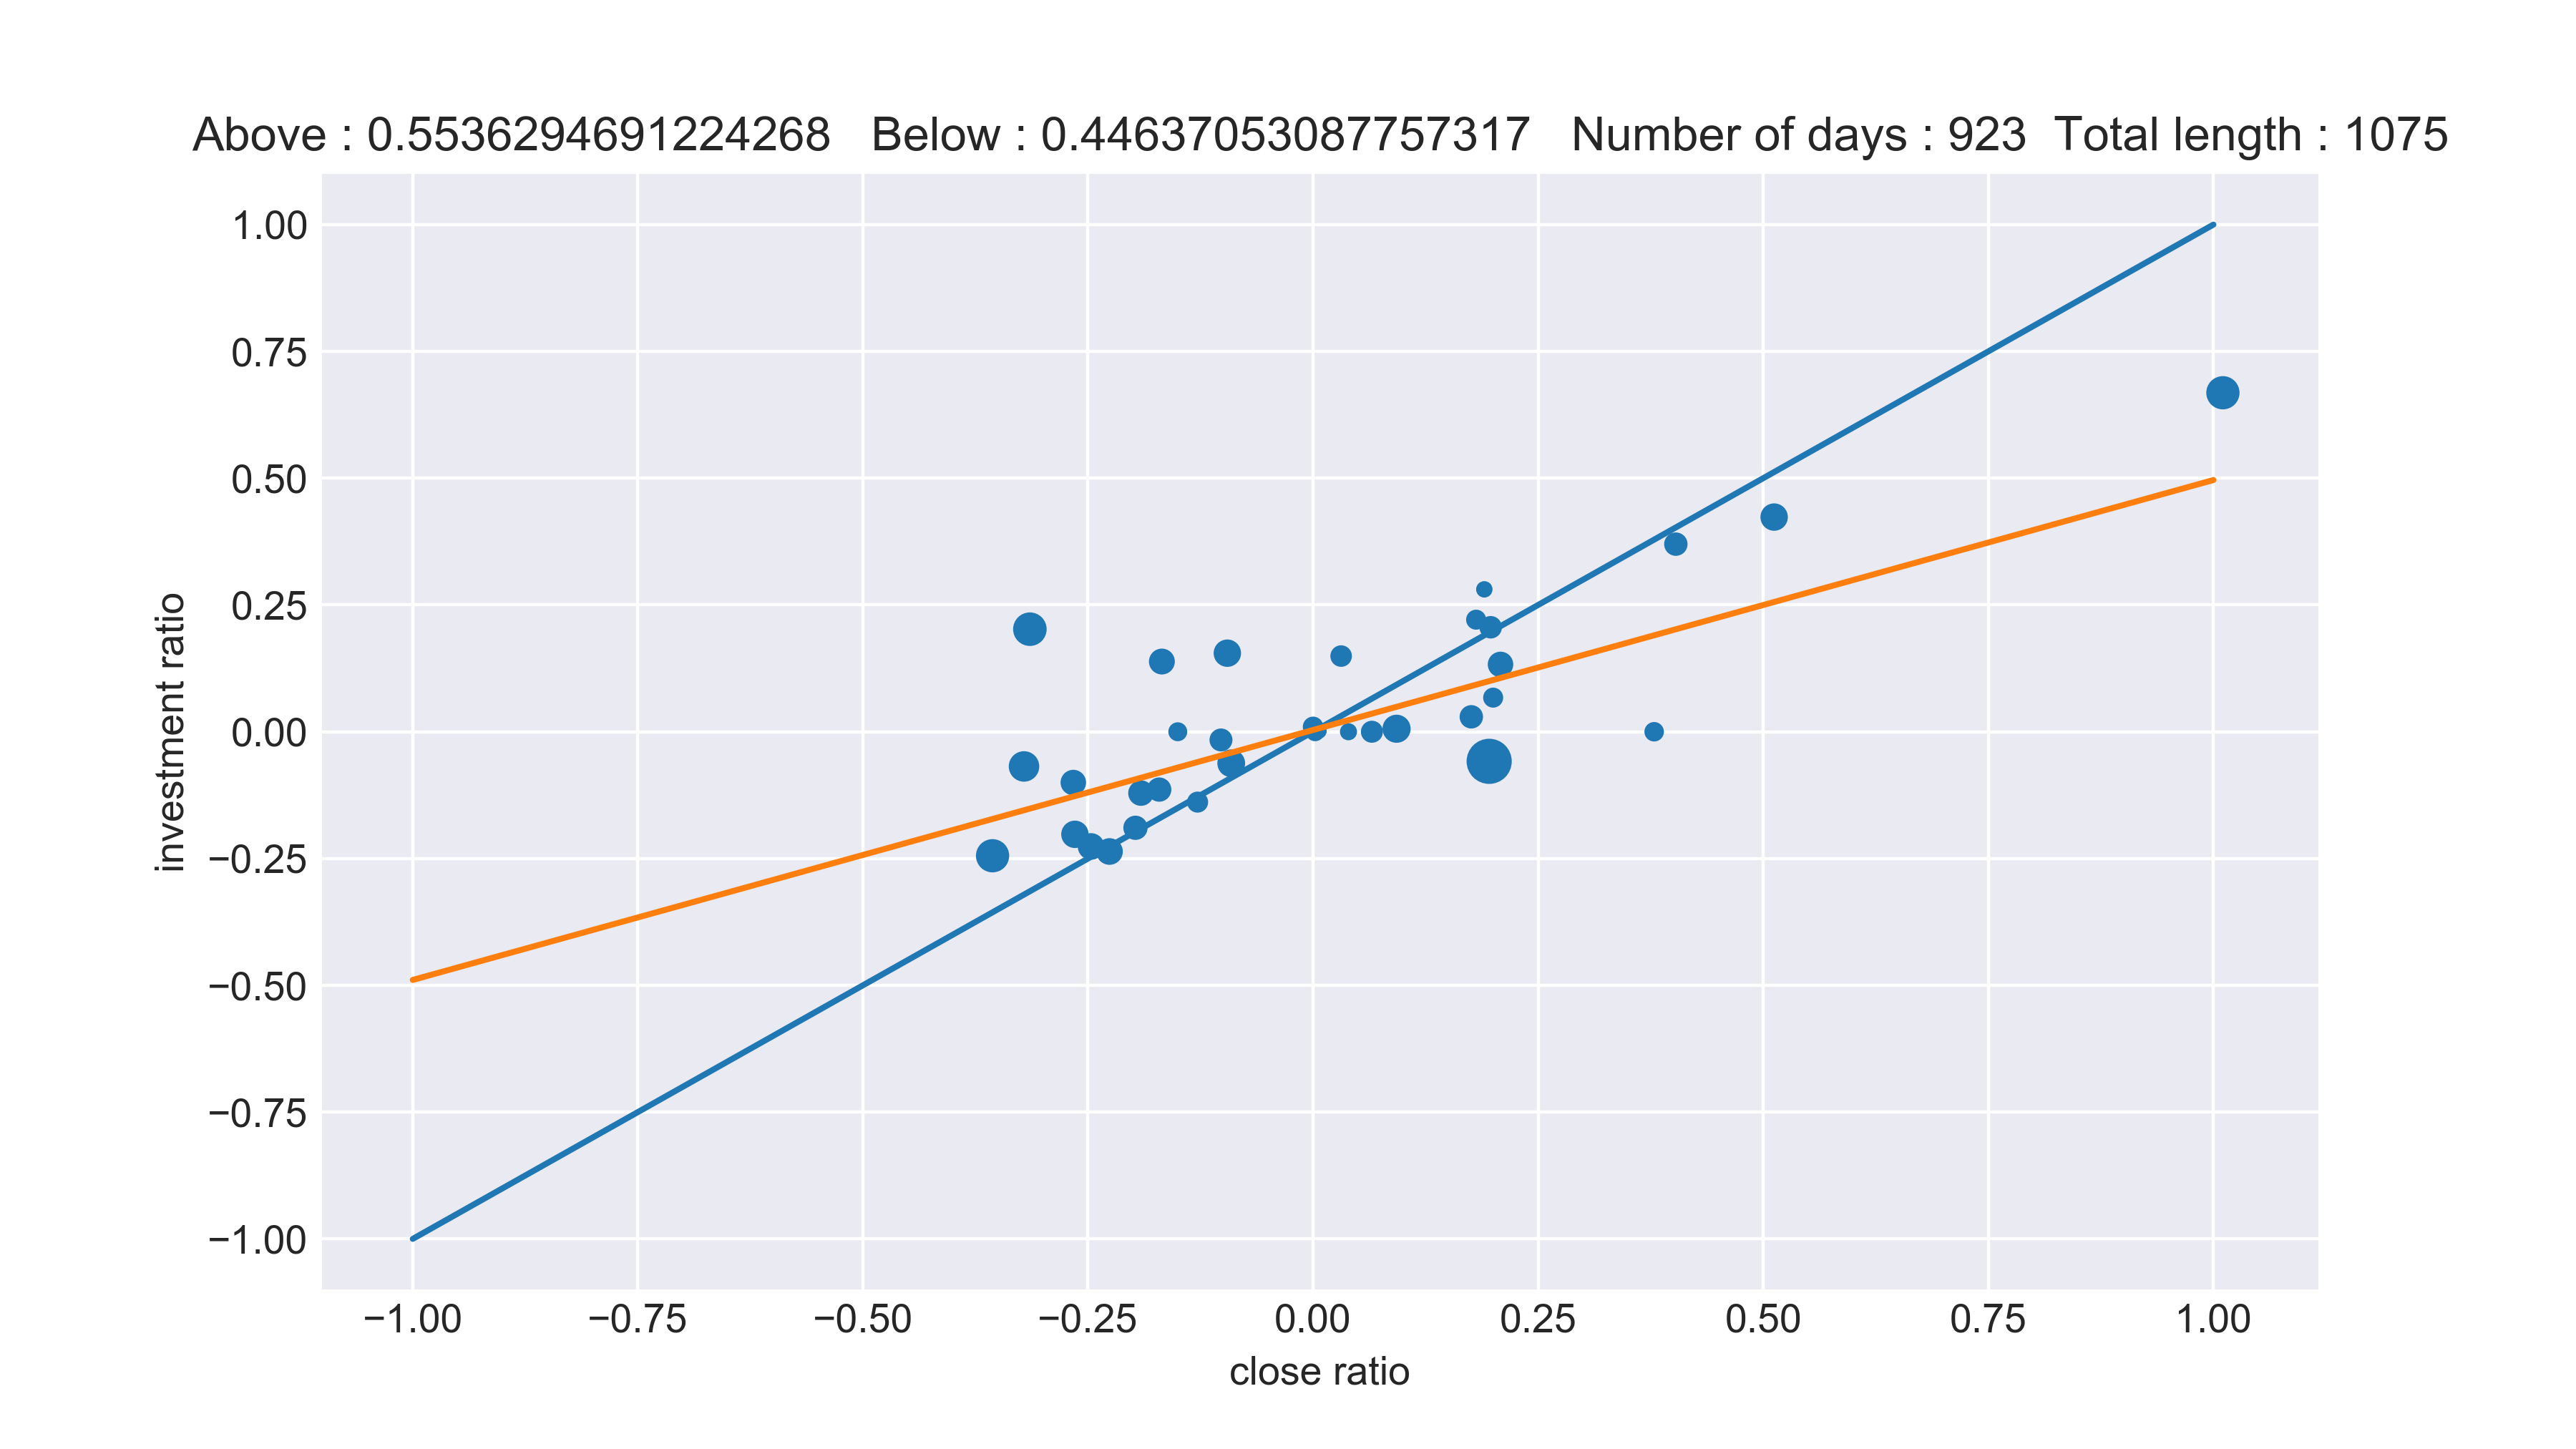 Above : 0.5536294691224268   Below : 0.44637053087757317   Number of days : 923  Total length : 1075
1.00
0.75
0.50
0.25
0.00
−0.25
−0.50
−0.75
−1.00
investment ratio
−1.00 −0.75 −0.50 −0.25 0.00 0.25 0.50 0.75 1.00
close ratio